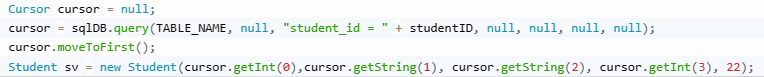 Cursor cursor = null;
cursor = sqlDB.query(TABLE_NAME, null, "student_id = " + studentID, null, null, null, null);
cursor.moveToFirst();
Student sv = new Student(cursor.getInt(0),cursor.getString(1), cursor.getString(2), cursor.getInt(3), 22);